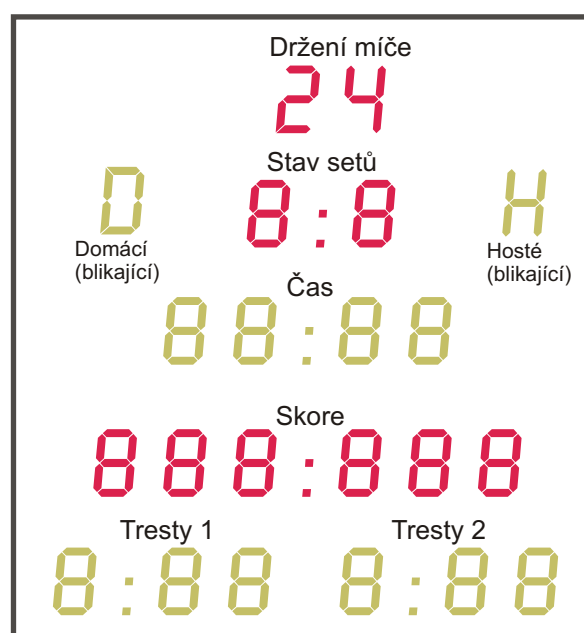 Držení míče
24
Stav setů
D 8:8 H
Domácí
(blikající)
Hosté
(blikající)
Čas
88:88
Skore
888:888
Tresty 1 Tresty 2
8:88 8:88